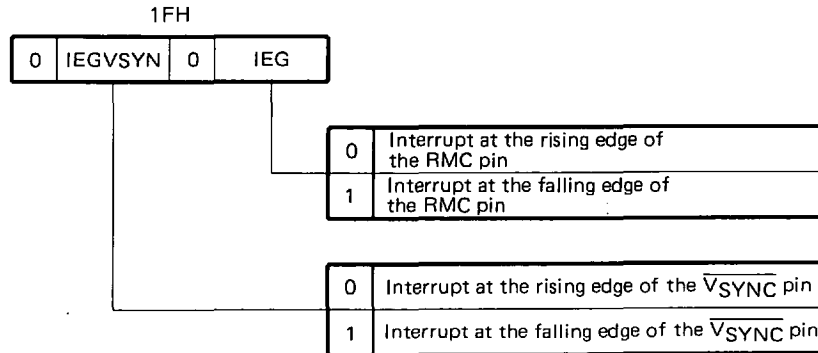 1FH
0 IEGVSYN 0 IEG
0 Interrupt at the rising edge of
the RMC pin
1 Interrupt at the falling edge of
the RMC pin
0 Interrupt at the rising edge of the V̅S̅Y̅N̅C̅ pin
1 Interrupt at the falling edge of the V̅S̅Y̅N̅C̅ pin